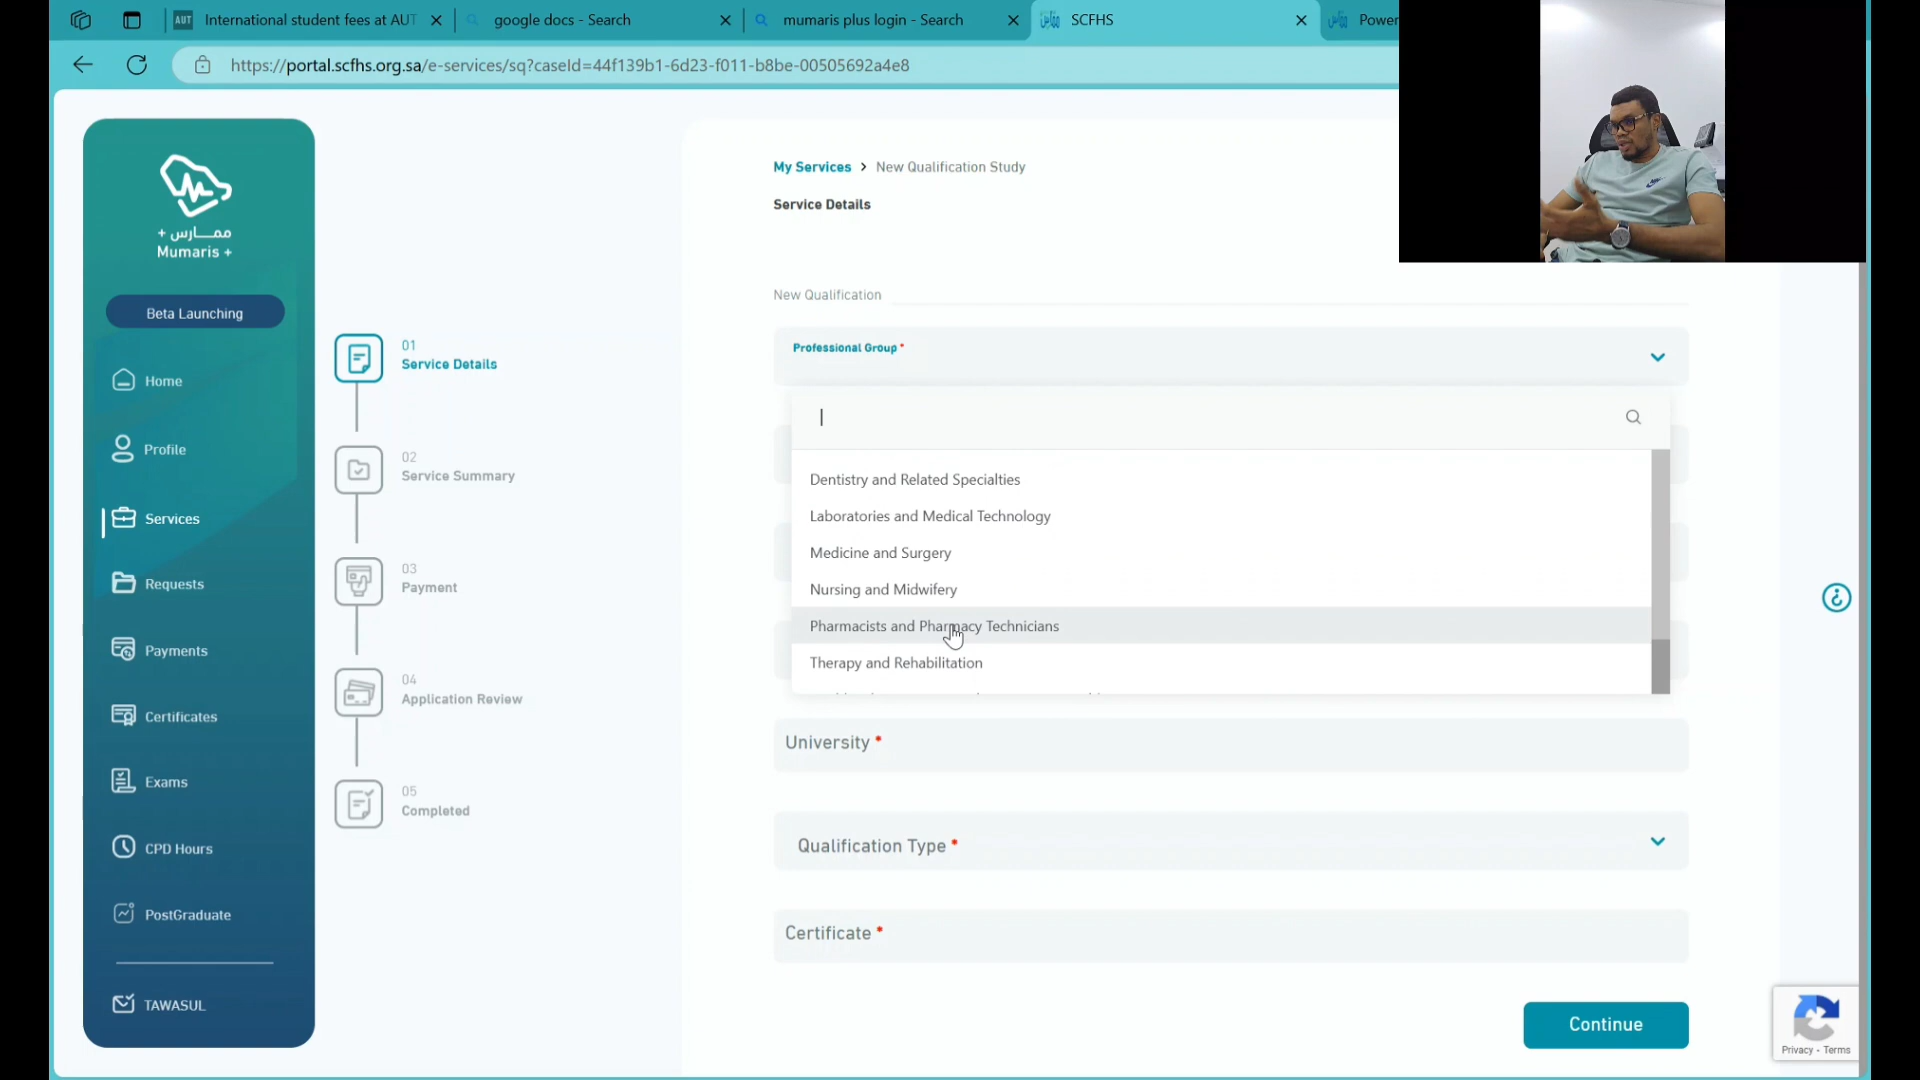 International student fees at AUT
google docs - Search
mumaris plus login - Search
SCFHS
Power
https://portal.scfhs.org.sa/e-services/sq?caseId=44f139b1-6d23-f011-b8be-00505692a4e8
ممارس +
Mumaris +
Beta Launching
Home
Profile
Services
Requests
Payments
Certificates
Exams
CPD Hours
PostGraduate
TAWASUL
01
Service Details
02
Service Summary
03
Payment
04
Application Review
05
Completed
My Services > New Qualification Study
Service Details
New Qualification
Professional Group *
Dentistry and Related Specialties
Laboratories and Medical Technology
Medicine and Surgery
Nursing and Midwifery
Pharmacists and Pharmacy Technicians
Therapy and Rehabilitation
University *
Qualification Type *
Certificate *
Continue
Privacy - Terms